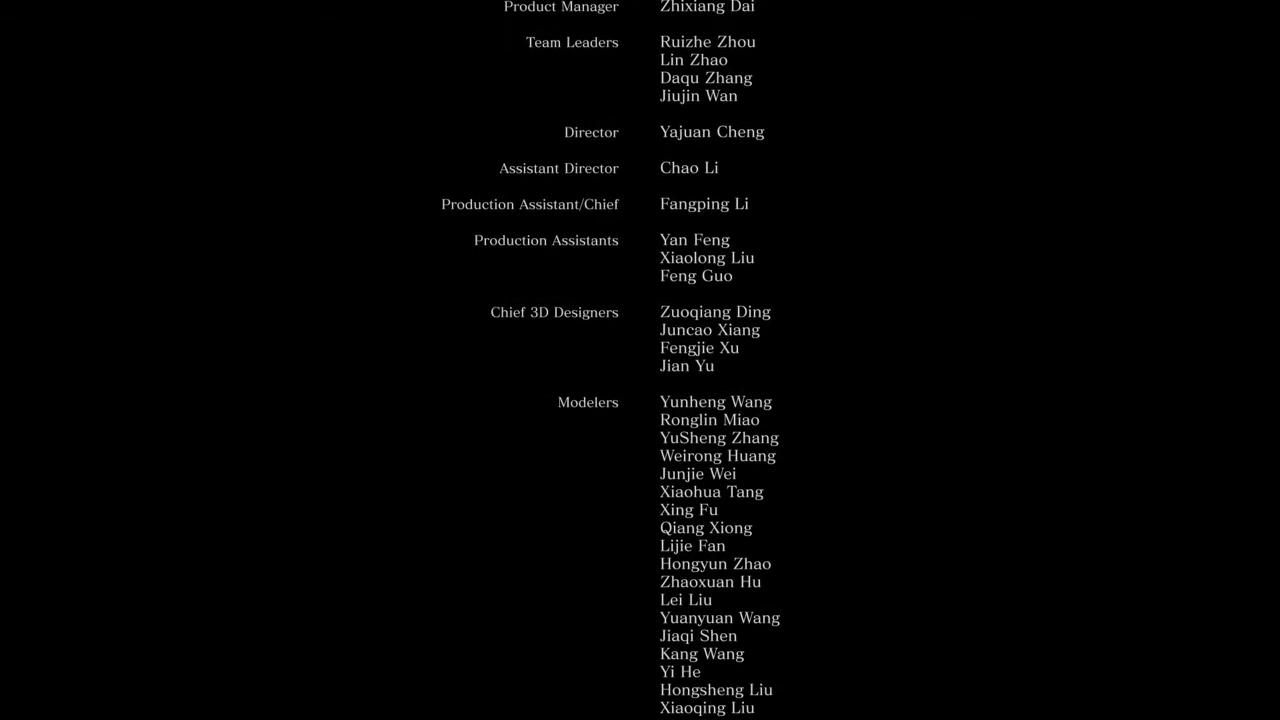 Product Manager Zhixiang Dai
Team Leaders Ruizhe Zhou
Lin Zhao
Daqu Zhang
Jiujin Wan
Director Yajuan Cheng
Assistant Director Chao Li
Production Assistant/Chief Fangping Li
Production Assistants Yan Feng
Xiaolong Liu
Feng Guo
Chief 3D Designers Zuoqiang Ding
Juncao Xiang
Fengjie Xu
Jian Yu
Modelers Yunheng Wang
Ronglin Miao
YuSheng Zhang
Weirong Huang
Junjie Wei
Xiaohua Tang
Xing Fu
Qiang Xiong
Lijie Fan
Hongyun Zhao
Zhaoxuan Hu
Lei Liu
Yuanyuan Wang
Jiaqi Shen
Kang Wang
Yi He
Hongsheng Liu
Xiaoqing Liu